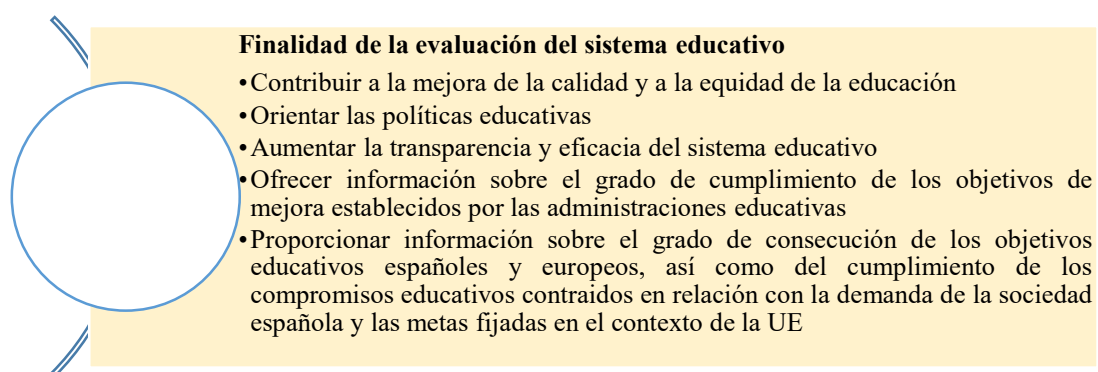 Finalidad de la evaluación del sistema educativo
•Contribuir a la mejora de la calidad y a la equidad de la educación
•Orientar las políticas educativas
•Aumentar la transparencia y eficacia del sistema educativo
•Ofrecer información sobre el grado de cumplimiento de los objetivos de
mejora establecidos por las administraciones educativas
•Proporcionar información sobre el grado de consecución de los objetivos
educativos españoles y europeos, así como del cumplimiento de los
compromisos educativos contraidos en relación con la demanda de la sociedad
española y las metas fijadas en el contexto de la UE